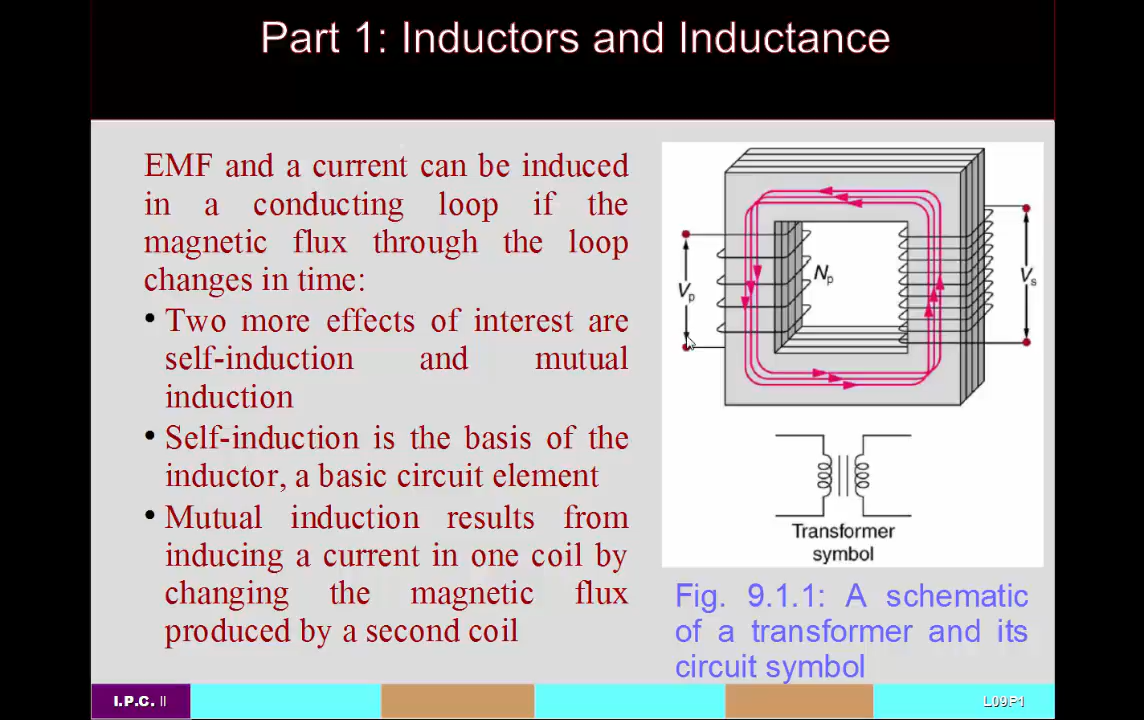 Part 1: Inductors and Inductance
EMF and a current can be induced
in a conducting loop if the
magnetic flux through the loop
changes in time:
• Two more effects of interest are
self-induction and mutual
induction
• Self-induction is the basis of the
inductor, a basic circuit element
• Mutual induction results from
inducing a current in one coil by
changing the magnetic flux
produced by a second coil
Vp
Np
Vs
Transformer
symbol
Fig. 9.1.1: A schematic
of a transformer and its
circuit symbol
I.P.C. II
L09P1